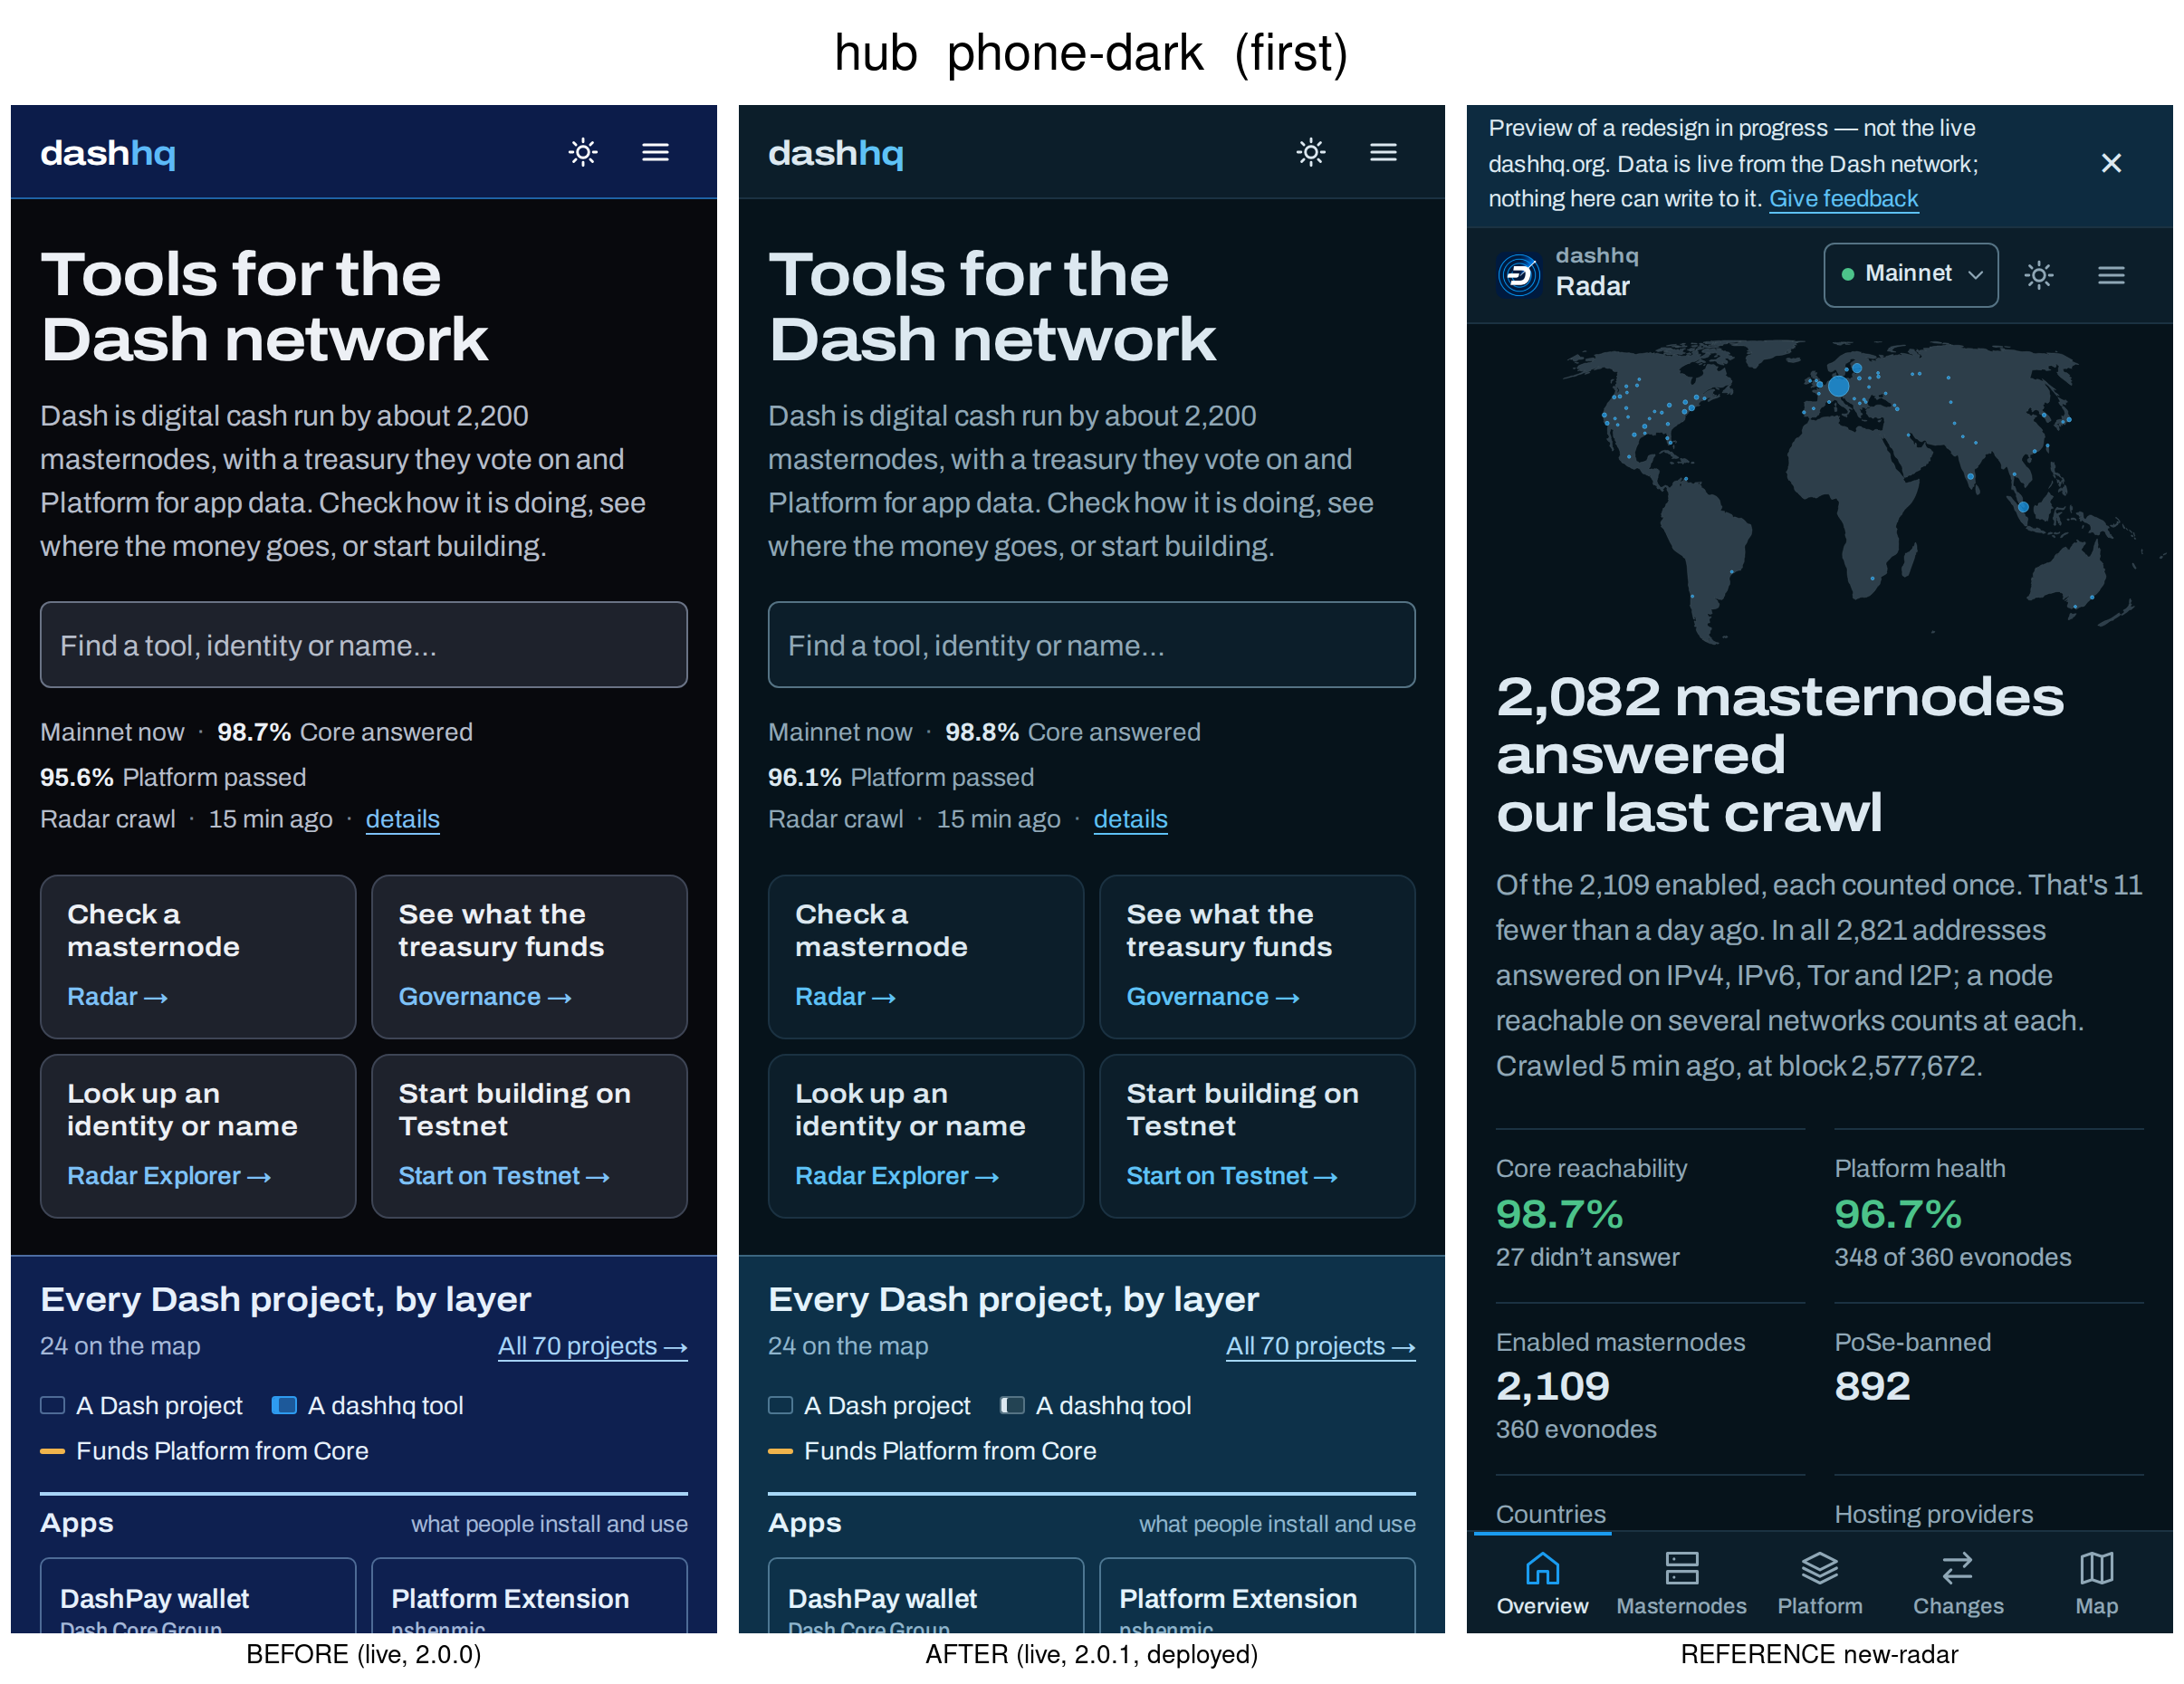 hub phone-dark (first)
dashhq
Tools for the
Dash network
Dash is digital cash run by about 2,200
masternodes, with a treasury they vote on and
Platform for app data. Check how it is doing, see
where the money goes, or start building.
Find a tool, identity or name...
Mainnet now · 98.7% Core answered
95.6% Platform passed
Radar crawl · 15 min ago · details
Check a
masternode
Radar →
See what the
treasury funds
Governance →
Look up an
identity or name
Radar Explorer →
Start building on
Testnet
Start on Testnet →
Every Dash project, by layer
24 on the map
All 70 projects →
A Dash project
A dashhq tool
Funds Platform from Core
Apps
what people install and use
DashPay wallet
Dash Core Group
Platform Extension
pshenmic
BEFORE (live, 2.0.0)
dashhq
Tools for the
Dash network
Dash is digital cash run by about 2,200
masternodes, with a treasury they vote on and
Platform for app data. Check how it is doing, see
where the money goes, or start building.
Find a tool, identity or name...
Mainnet now · 98.8% Core answered
96.1% Platform passed
Radar crawl · 15 min ago · details
Check a
masternode
Radar →
See what the
treasury funds
Governance →
Look up an
identity or name
Radar Explorer →
Start building on
Testnet
Start on Testnet →
Every Dash project, by layer
24 on the map
All 70 projects →
A Dash project
A dashhq tool
Funds Platform from Core
Apps
what people install and use
DashPay wallet
Dash Core Group
Platform Extension
pshenmic
AFTER (live, 2.0.1, deployed)
Preview of a redesign in progress — not the live
dashhq.org. Data is live from the Dash network;
nothing here can write to it. Give feedback
dashhq
Radar
Mainnet
2,082 masternodes
answered
our last crawl
Of the 2,109 enabled, each counted once. That's 11
fewer than a day ago. In all 2,821 addresses
answered on IPv4, IPv6, Tor and I2P; a node
reachable on several networks counts at each.
Crawled 5 min ago, at block 2,577,672.
Core reachability
98.7%
27 didn’t answer
Platform health
96.7%
348 of 360 evonodes
Enabled masternodes
2,109
360 evonodes
PoSe-banned
892
Countries
Hosting providers
Overview
Masternodes
Platform
Changes
Map
REFERENCE new-radar